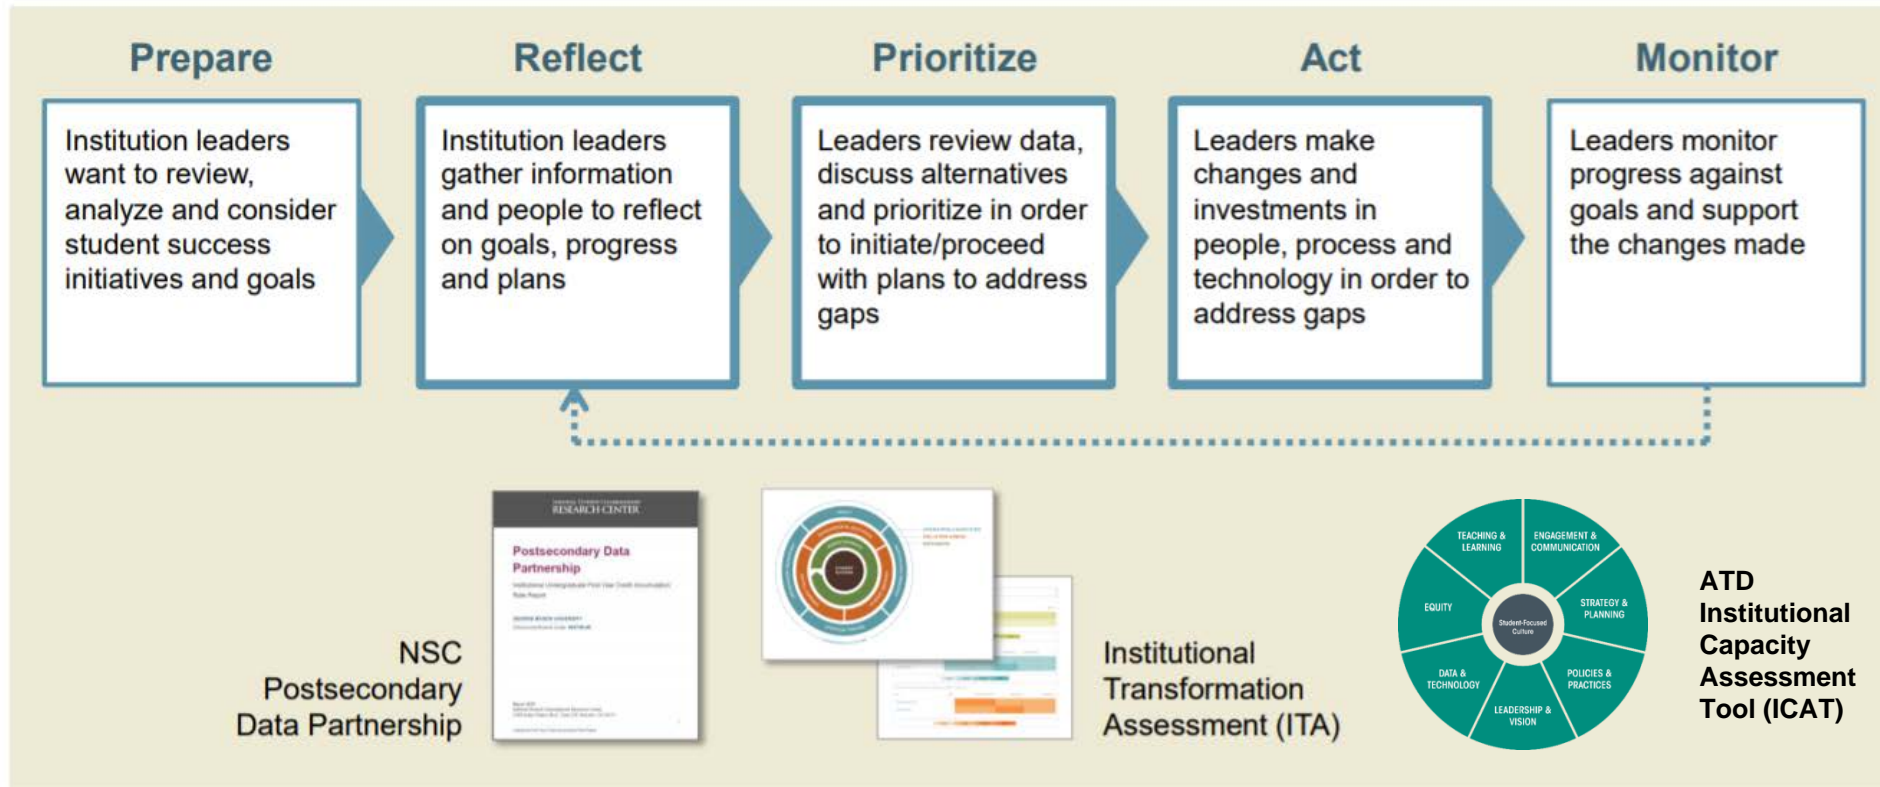 Prepare
Institution leaders
want to review,
analyze and consider
student success
initiatives and goals
Reflect
Institution leaders
gather information
and people to reflect
on goals, progress
and plans
Prioritize
Leaders review data,
discuss alternatives
and prioritize in order
to initiate/proceed
with plans to address
gaps
Act
Leaders make
changes and
investments in
people, process and
technology in order to
address gaps
Monitor
Leaders monitor
progress against
goals and support
the changes made
NSC
Postsecondary
Data Partnership
RESEARCH CENTER
Postsecondary Data
Partnership
Institutional
Transformation
Assessment (ITA)
TEACHING &
LEARNING
ENGAGEMENT &
COMMUNICATION
EQUITY
STRATEGY &
PLANNING
Student-Focused
Culture
DATA &
TECHNOLOGY
POLICIES &
PRACTICES
LEADERSHIP &
VISION
ATD
Institutional
Capacity
Assessment
Tool (ICAT)